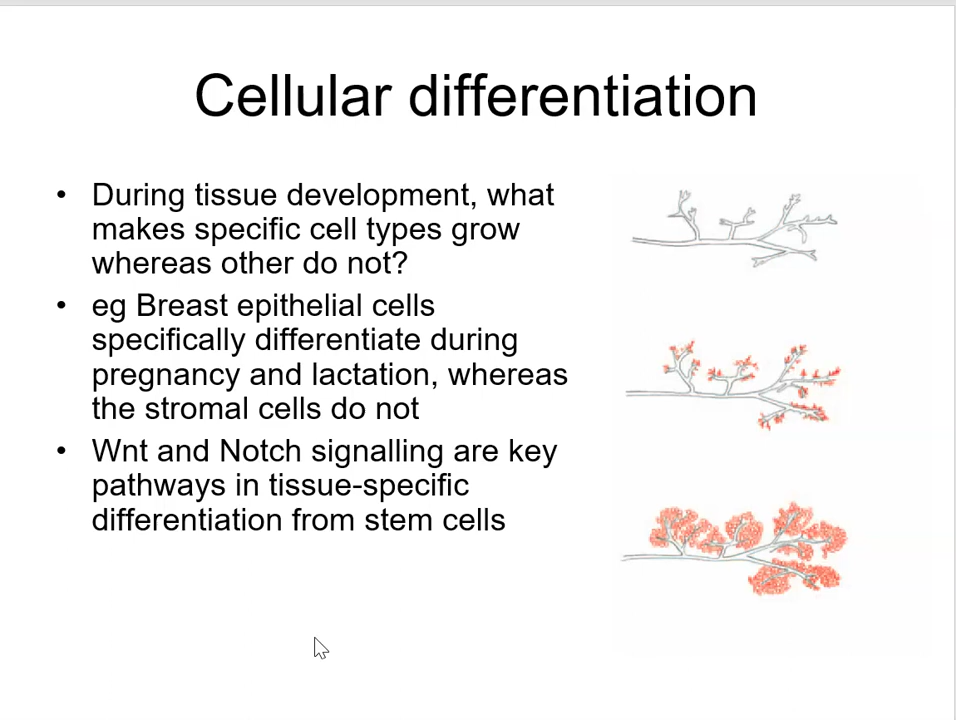 Cellular differentiation
• During tissue development, what
makes specific cell types grow
whereas other do not?
• eg Breast epithelial cells
specifically differentiate during
pregnancy and lactation, whereas
the stromal cells do not
• Wnt and Notch signalling are key
pathways in tissue-specific
differentiation from stem cells